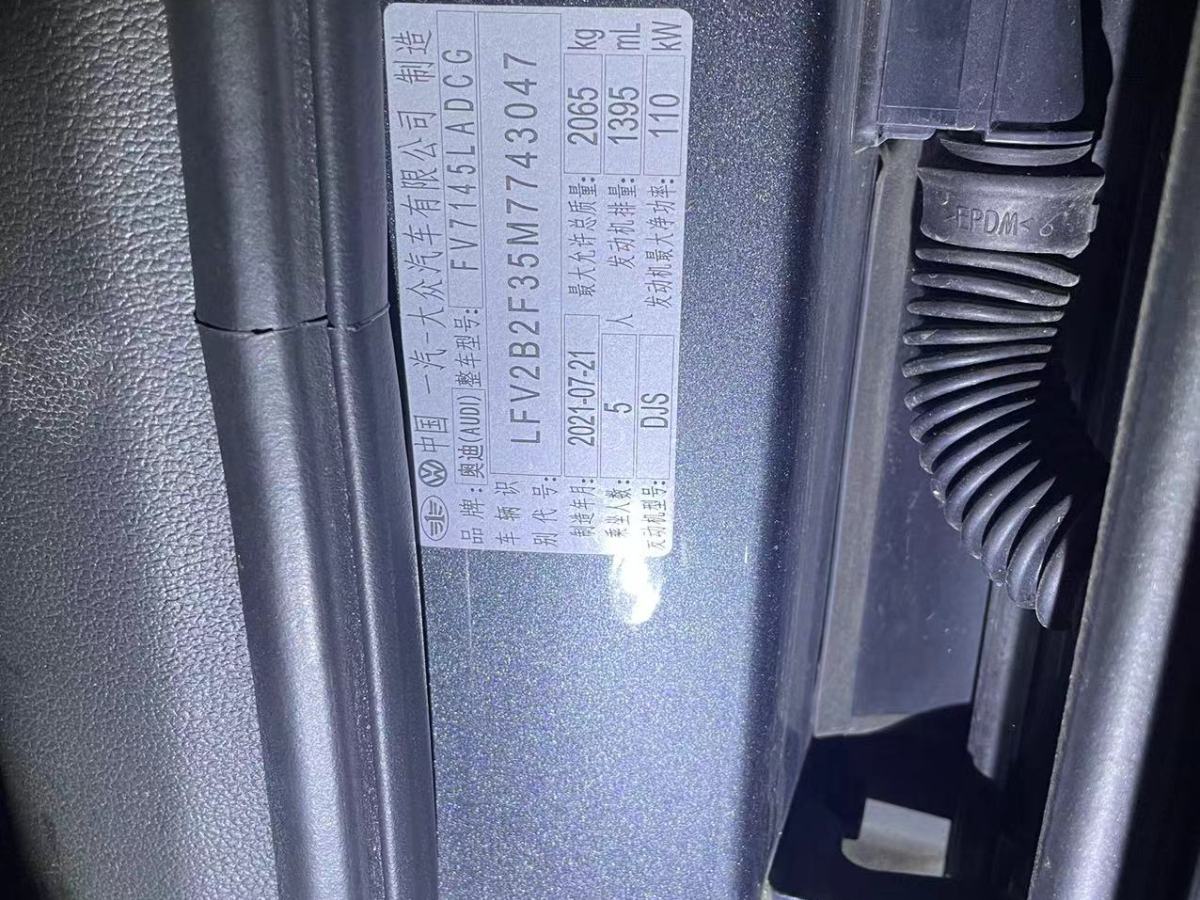 中国 一汽-大众汽车有限公司 制造
品牌: 奥迪(AUDI) 整车型号: FV7145LADCG
车辆识别代号: LFV2B2F35M7743047
制造年月: 2021-07-21 最大允许总质量: 2065 kg
乘坐人数: 5 人 发动机排量: 1395 mL
发动机型号: DJS 发动机最大净功率: 110 kW
>EPDM< 6